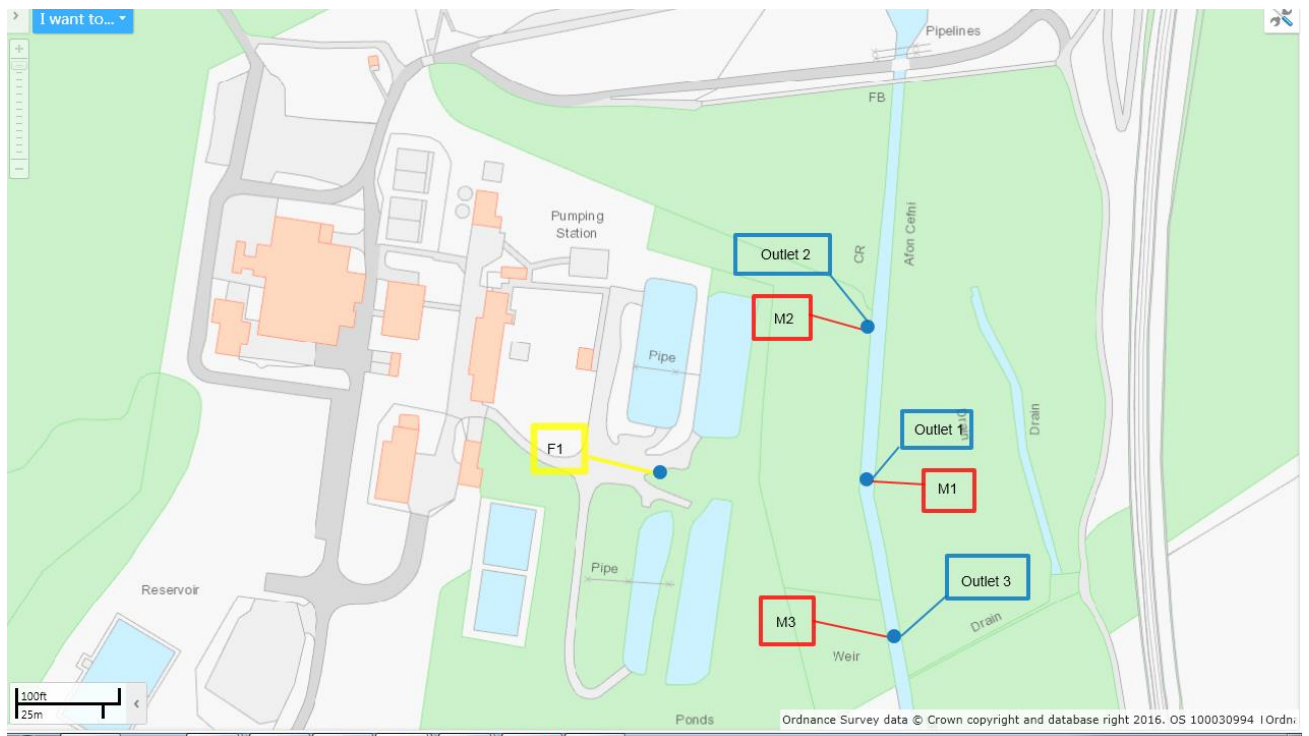 I want to...
Pipelines
FB
Pumping
Station
Outlet 2
CR
Afon Cefni
M2
Pipe
Drain
Outlet 1
Drain
F1
M1
Pipe
Outlet 3
Reservoir
M3
Drain
Weir
100ft
25m
Ponds
Ordnance Survey data © Crown copyright and database right 2016. OS 100030994 | Ordn